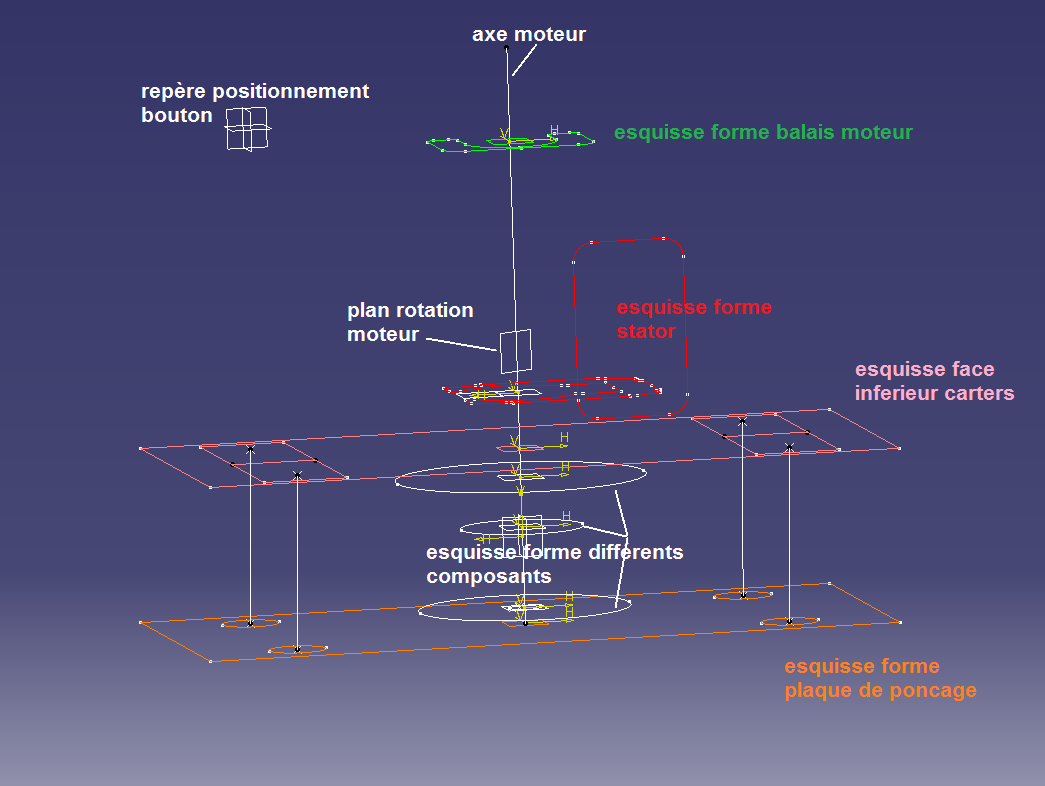 axe moteur
repère positionnement
bouton
esquisse forme balais moteur
V
H
plan rotation
moteur
esquisse forme
stator
esquisse face
inferieur carters
V
H
V
H
V
H
V
V
H
H
esquisse forme différents
composants
V
H
V
H
esquisse forme
plaque de poncage